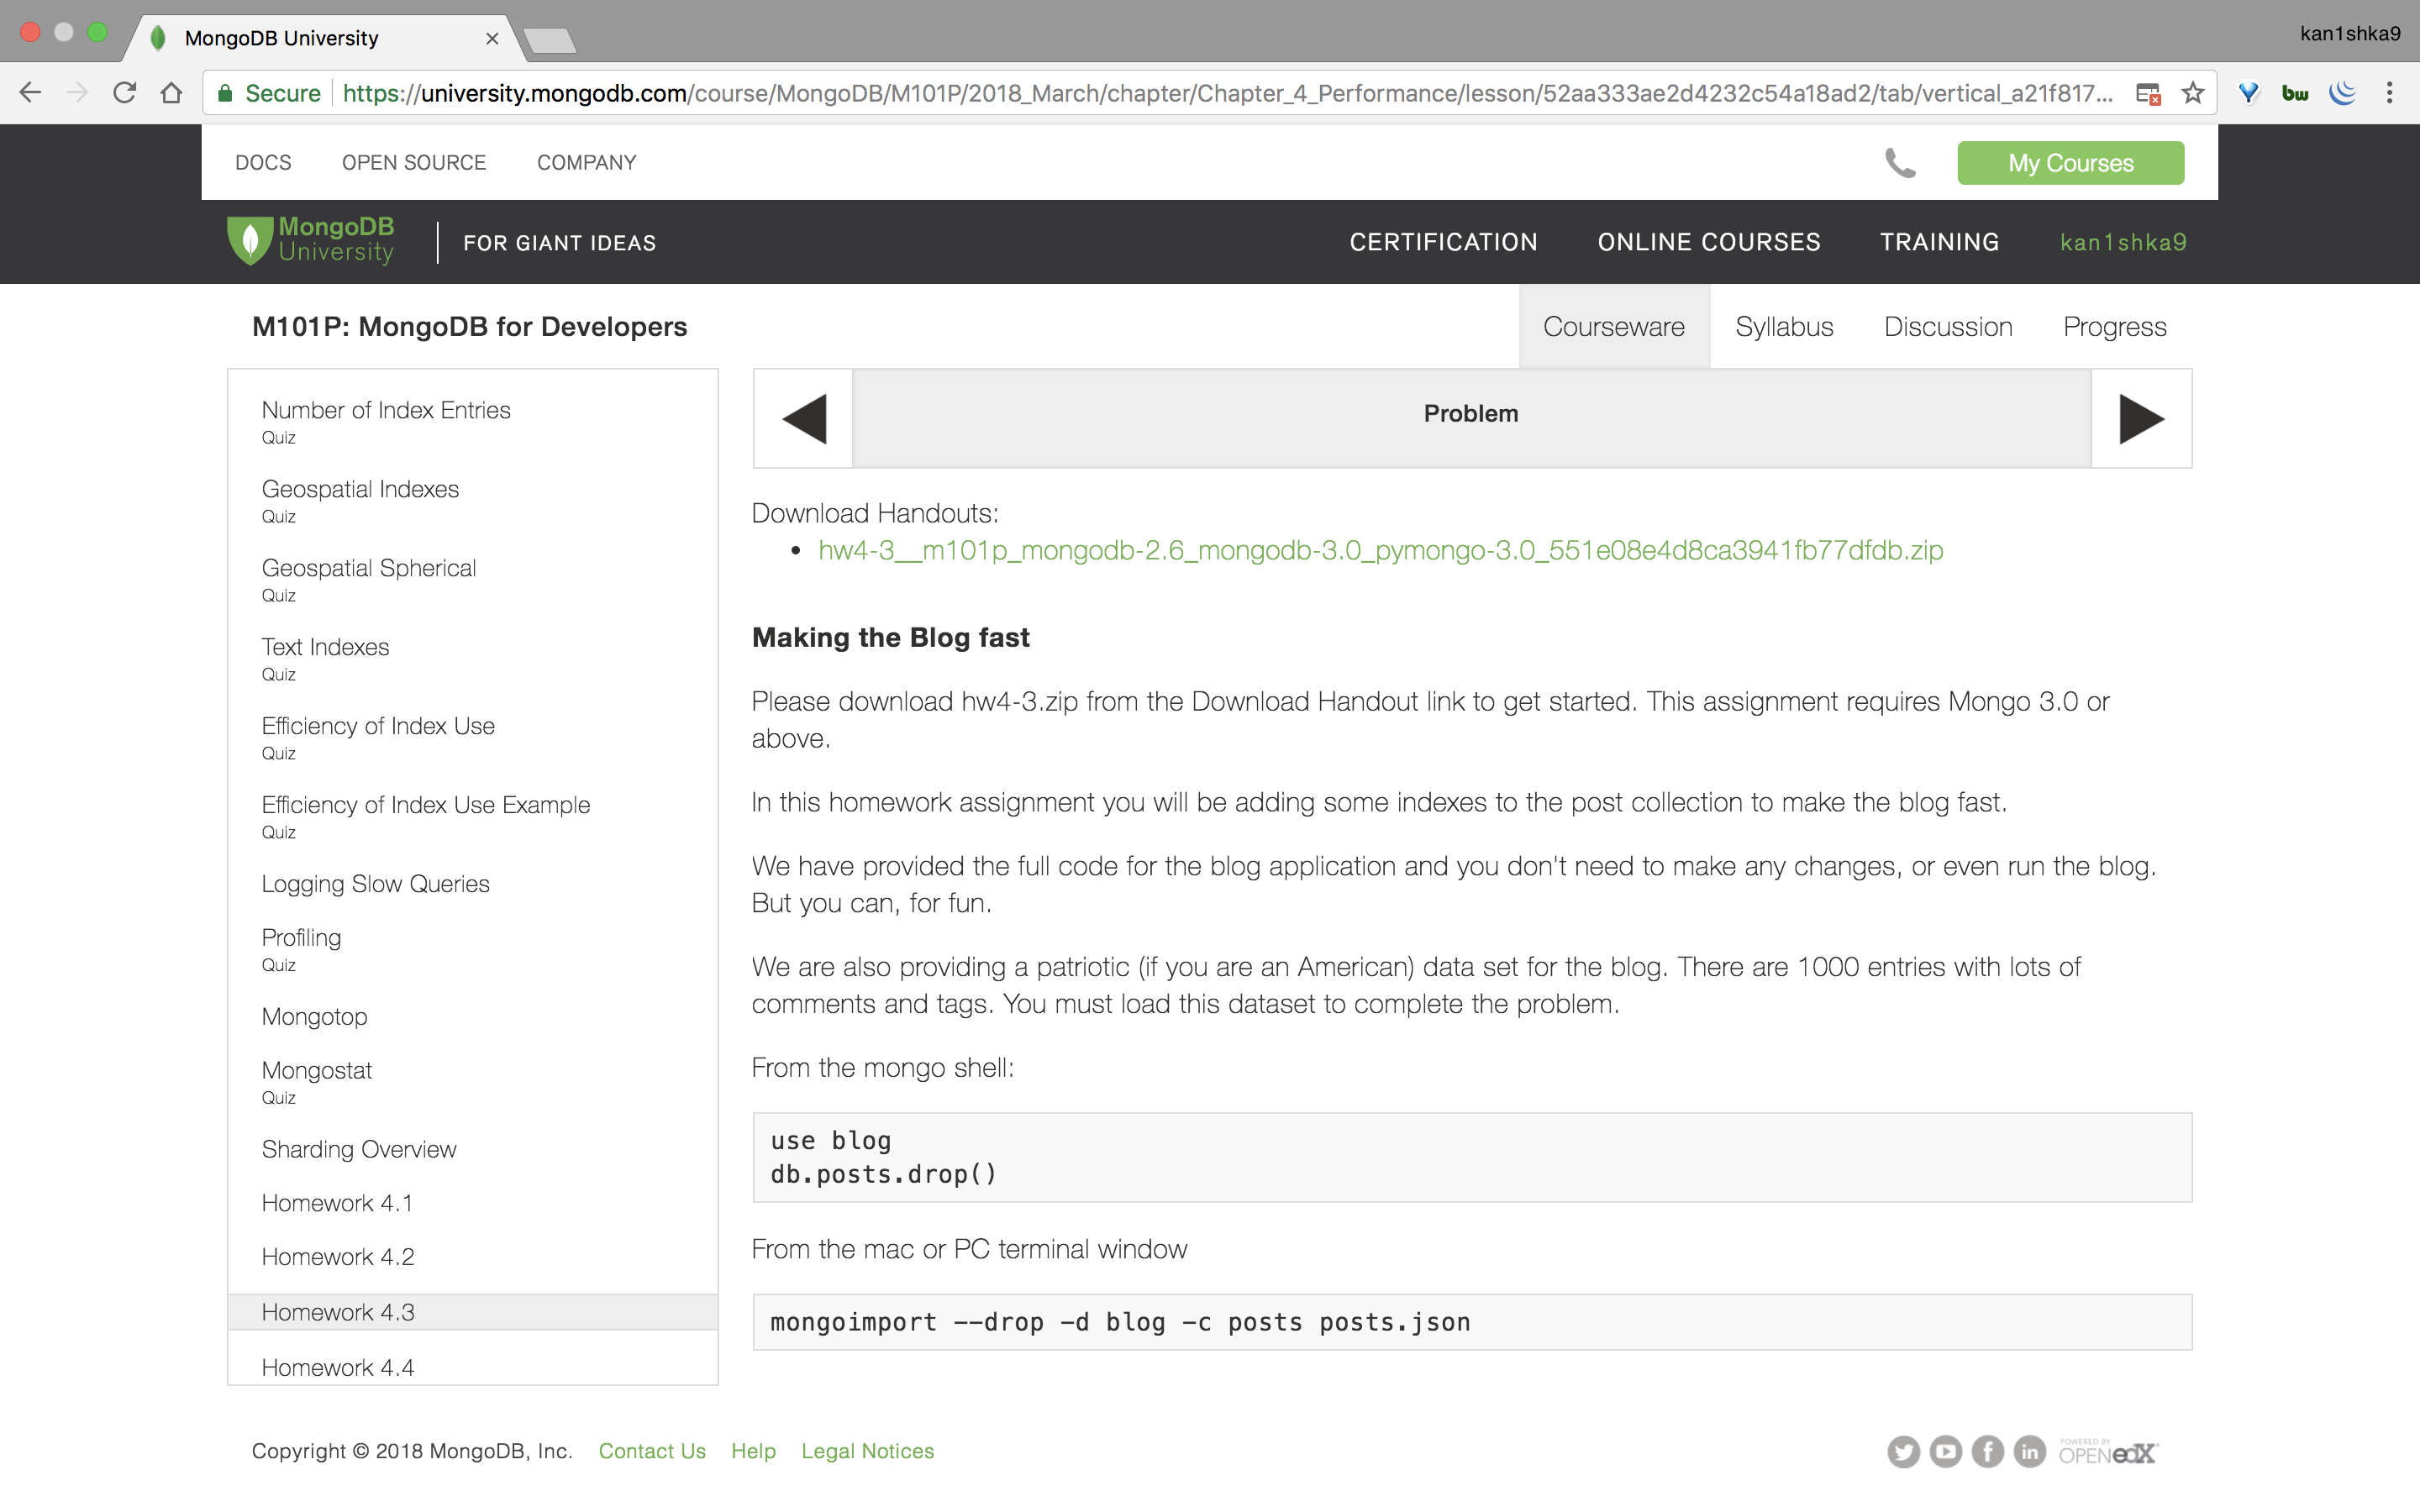 MongoDB University
kan1shka9
Secure
https://university.mongodb.com/course/MongoDB/M101P/2018_March/chapter/Chapter_4_Performance/lesson/52aa333ae2d4232c54a18ad2/tab/vertical_a21f817...
bw
DOCS
OPEN SOURCE
COMPANY
My Courses
MongoDB
University
FOR GIANT IDEAS
CERTIFICATION
ONLINE COURSES
TRAINING
kan1shka9
M101P: MongoDB for Developers
Courseware
Syllabus
Discussion
Progress
Number of Index Entries
Quiz
Geospatial Indexes
Quiz
Geospatial Spherical
Quiz
Text Indexes
Quiz
Efficiency of Index Use
Quiz
Efficiency of Index Use Example
Quiz
Logging Slow Queries
Profiling
Quiz
Mongotop
Mongostat
Quiz
Sharding Overview
Homework 4.1
Homework 4.2
Homework 4.3
Homework 4.4
Problem
Download Handouts:
• hw4-3__m101p_mongodb-2.6_mongodb-3.0_pymongo-3.0_551e08e4d8ca3941fb77dfdb.zip
Making the Blog fast
Please download hw4-3.zip from the Download Handout link to get started. This assignment requires Mongo 3.0 or
above.
In this homework assignment you will be adding some indexes to the post collection to make the blog fast.
We have provided the full code for the blog application and you don't need to make any changes, or even run the blog.
But you can, for fun.
We are also providing a patriotic (if you are an American) data set for the blog. There are 1000 entries with lots of
comments and tags. You must load this dataset to complete the problem.
From the mongo shell:
use blog
db.posts.drop()
From the mac or PC terminal window
mongoimport --drop -d blog -c posts posts.json
Copyright © 2018 MongoDB, Inc.
Contact Us
Help
Legal Notices
POWERED BY
OPEN edX